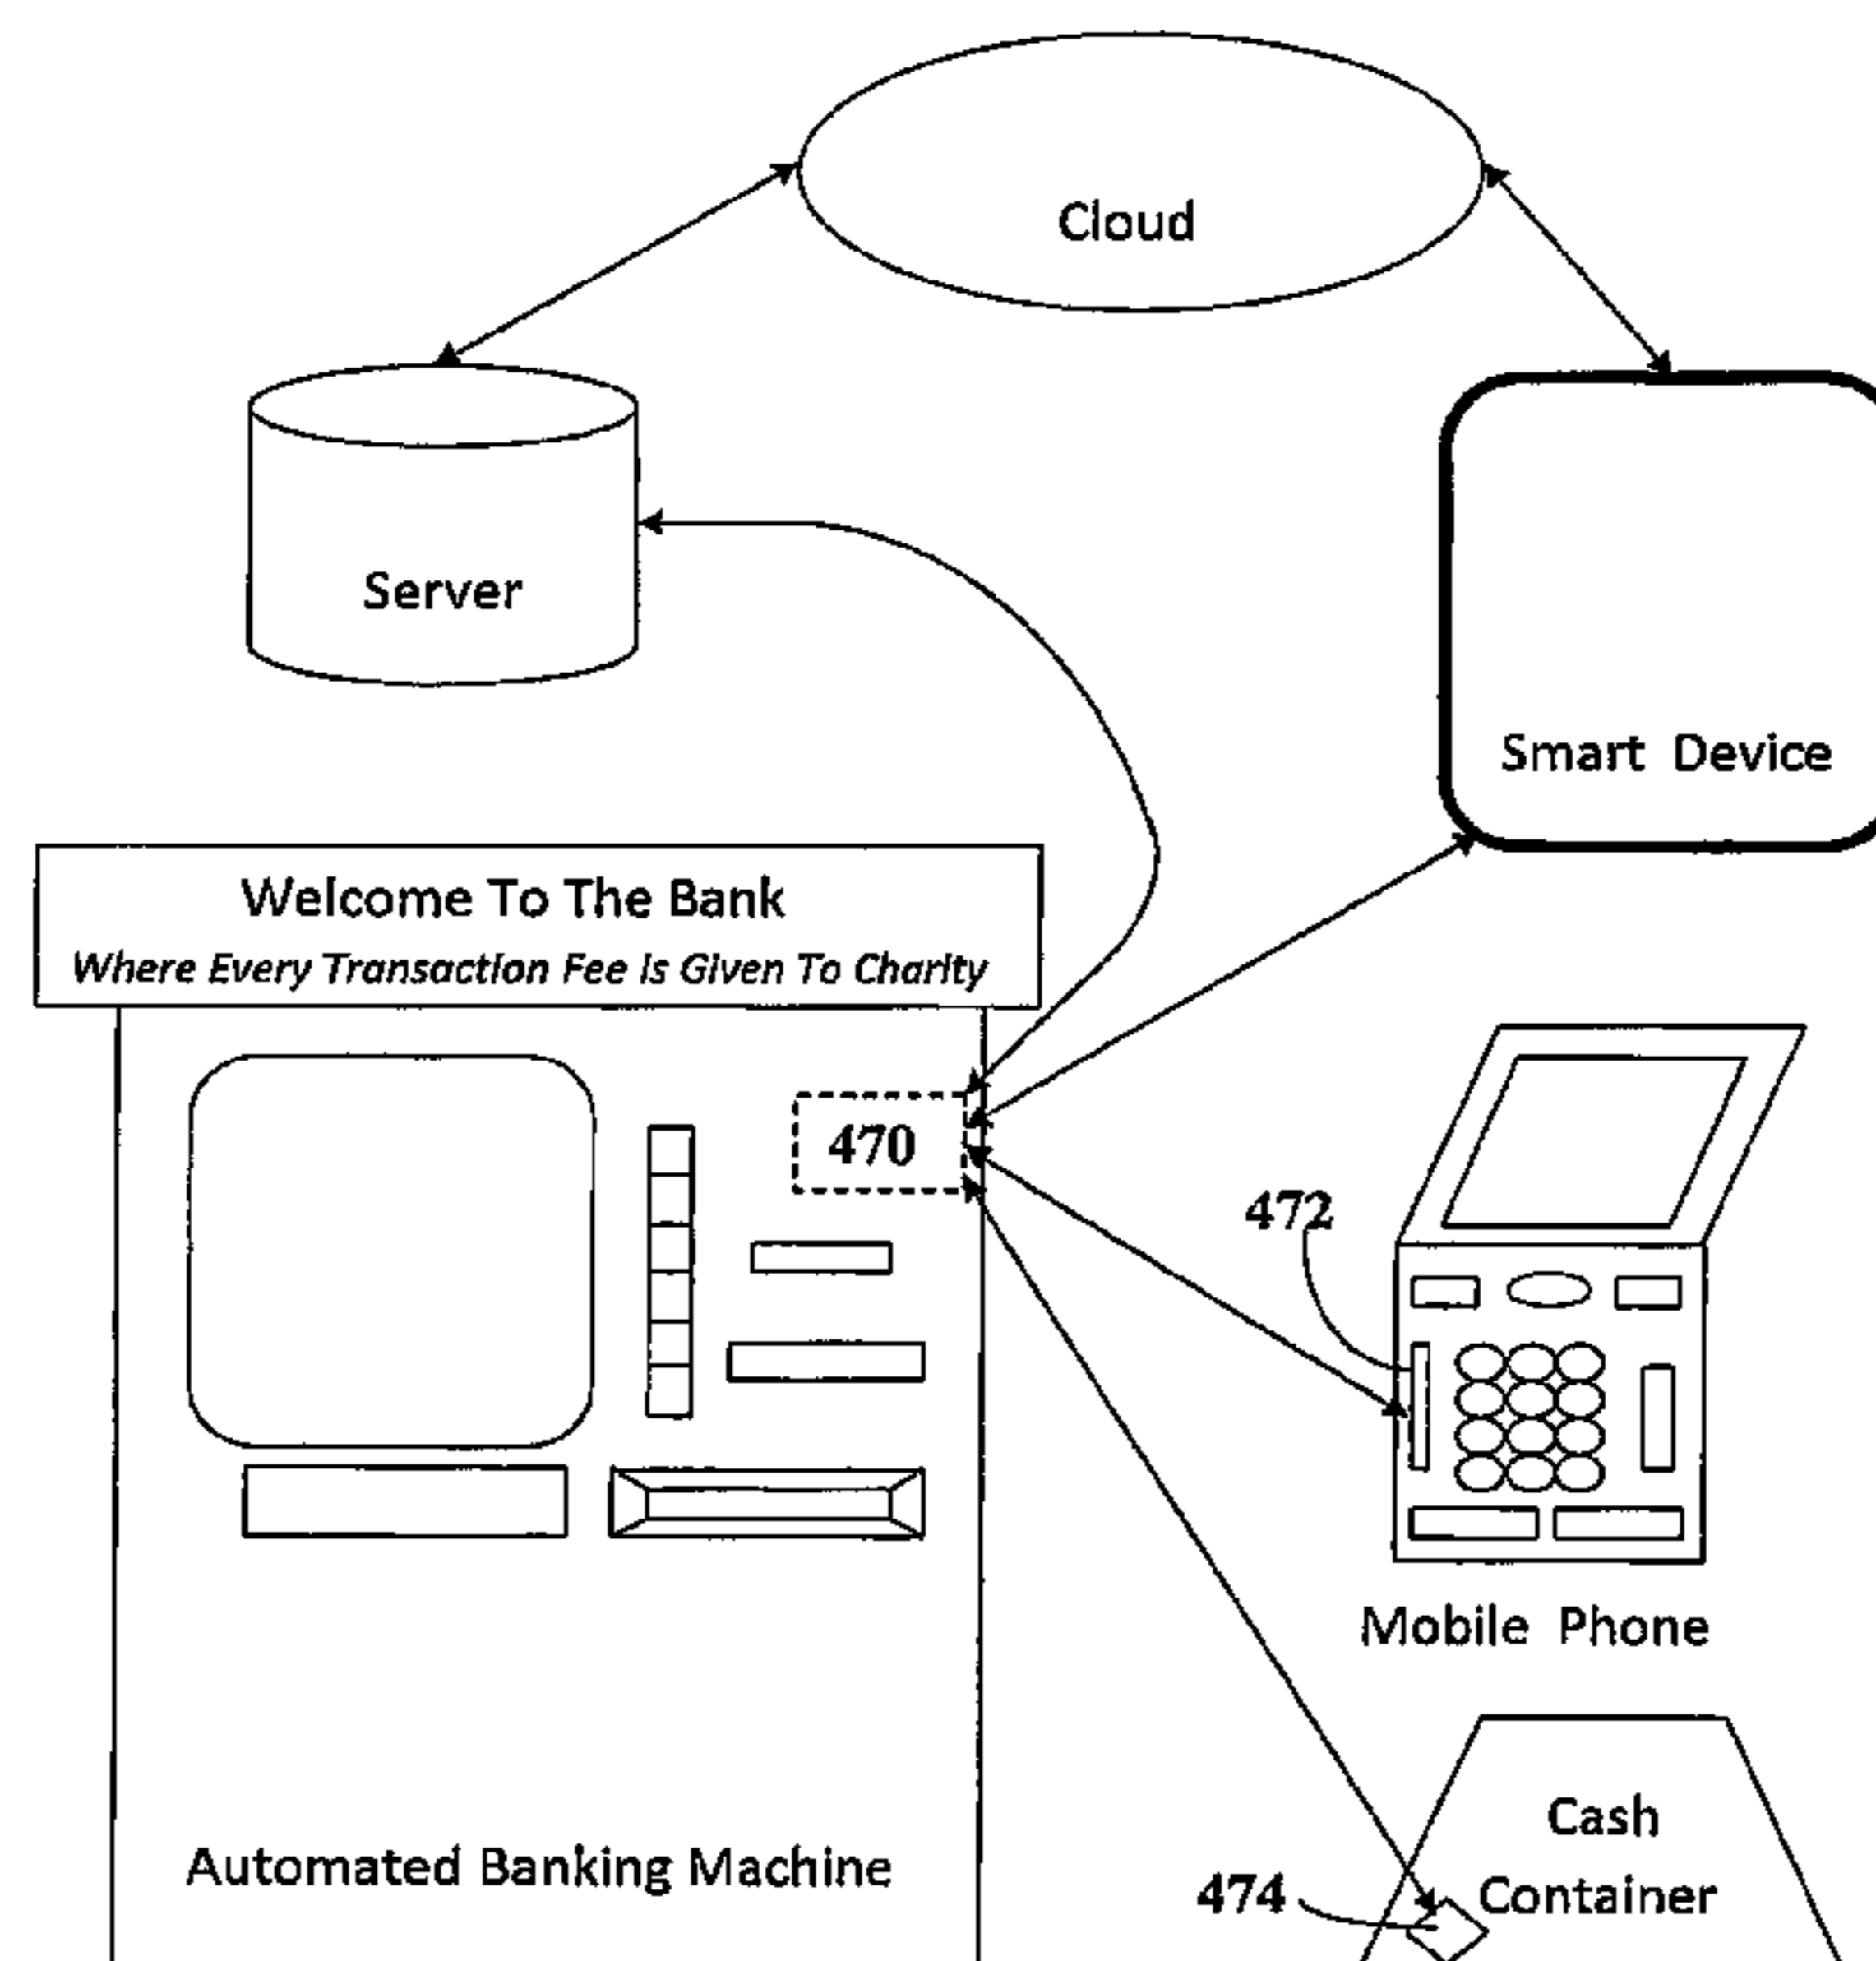 Cloud
Server
Smart Device
Welcome To The Bank
Where Every Transaction Fee Is Given To Charity
470
472
Mobile Phone
Cash
Container
Automated Banking Machine
474